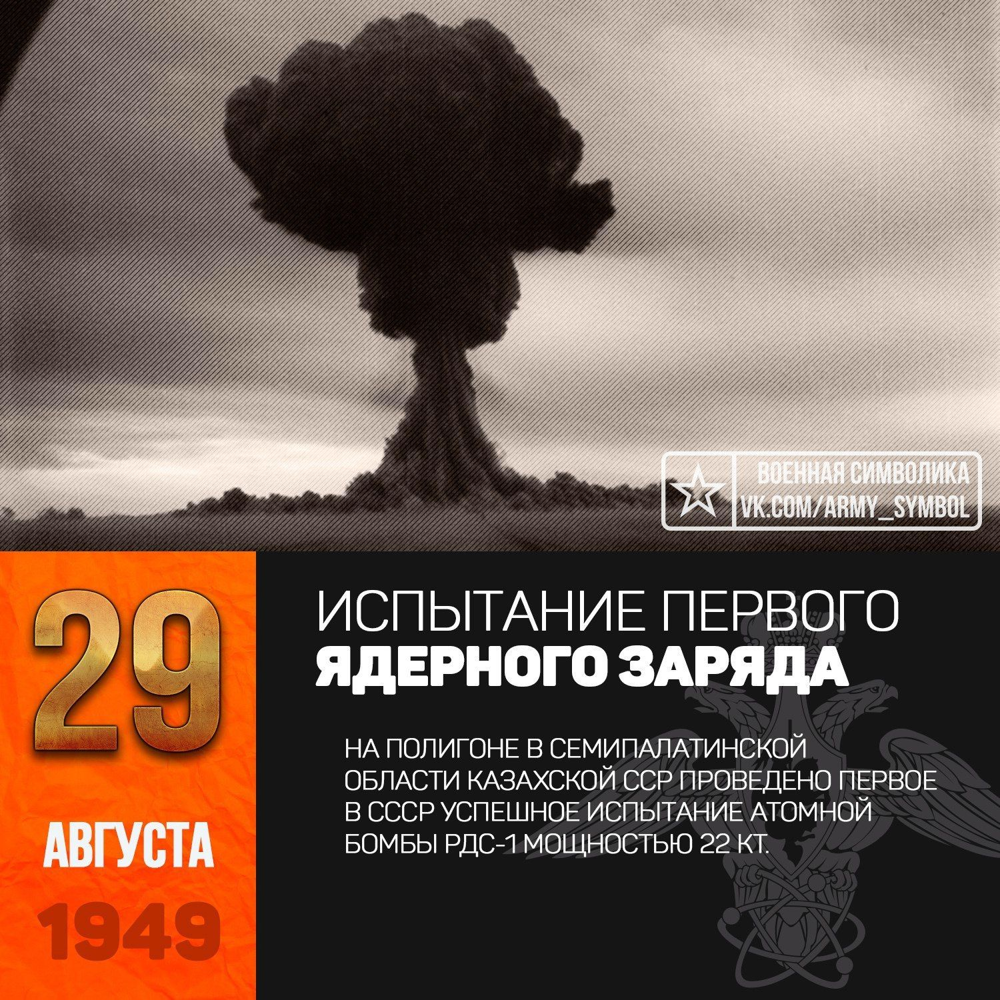 ВОЕННАЯ СИМВОЛИКА
VK.COM/ARMY_SYMBOL
29
АВГУСТА
1949
ИСПЫТАНИЕ ПЕРВОГО
ЯДЕРНОГО ЗАРЯДА
НА ПОЛИГОНЕ В СЕМИПАЛАТИНСКОЙ
ОБЛАСТИ КАЗАХСКОЙ ССР ПРОВЕДЕНО ПЕРВОЕ
В СССР УСПЕШНОЕ ИСПЫТАНИЕ АТОМНОЙ
БОМБЫ РДС-1 МОЩНОСТЬЮ 22 КТ.